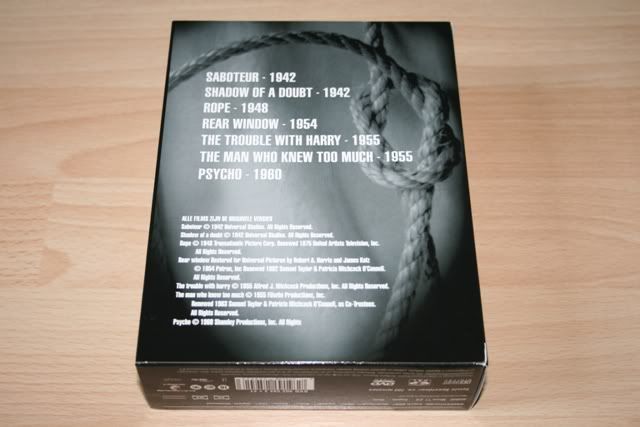 SABOTEUR - 1942
SHADOW OF A DOUBT - 1942
ROPE - 1948
REAR WINDOW - 1954
THE TROUBLE WITH HARRY - 1955
THE MAN WHO KNEW TOO MUCH - 1955
PSYCHO - 1960
ALLE FILMS ZIJN DE ORIGINELE VERSIES
Saboteur © 1942 Universal Studios. All Rights Reserved.
Shadow of a doubt © 1942 Universal Studios. All Rights Reserved.
Rope © 1948 Transatlantic Picture Corp. Renewed 1975 United Artists Television, Inc.
All Rights Reserved.
Rear window Restored for Universal Pictures by Robert A. Harris and James Katz
© 1954 Patron, Inc Renewed 1982 Samuel Taylor & Patricia Hitchcock O'Connell.
All Rights Reserved.
The trouble with harry © 1955 Alfred J. Hitchcock Productions, Inc. All Rights Reserved.
The man who knew too much © 1955 Filwite Productions, Inc.
Renewed 1983 Samuel Taylor & Patricia Hitchcock O'Connell, as Co-Trustees.
All Rights Reserved.
Psycho © 1960 Shamley Productions, Inc. All Rights
DVD